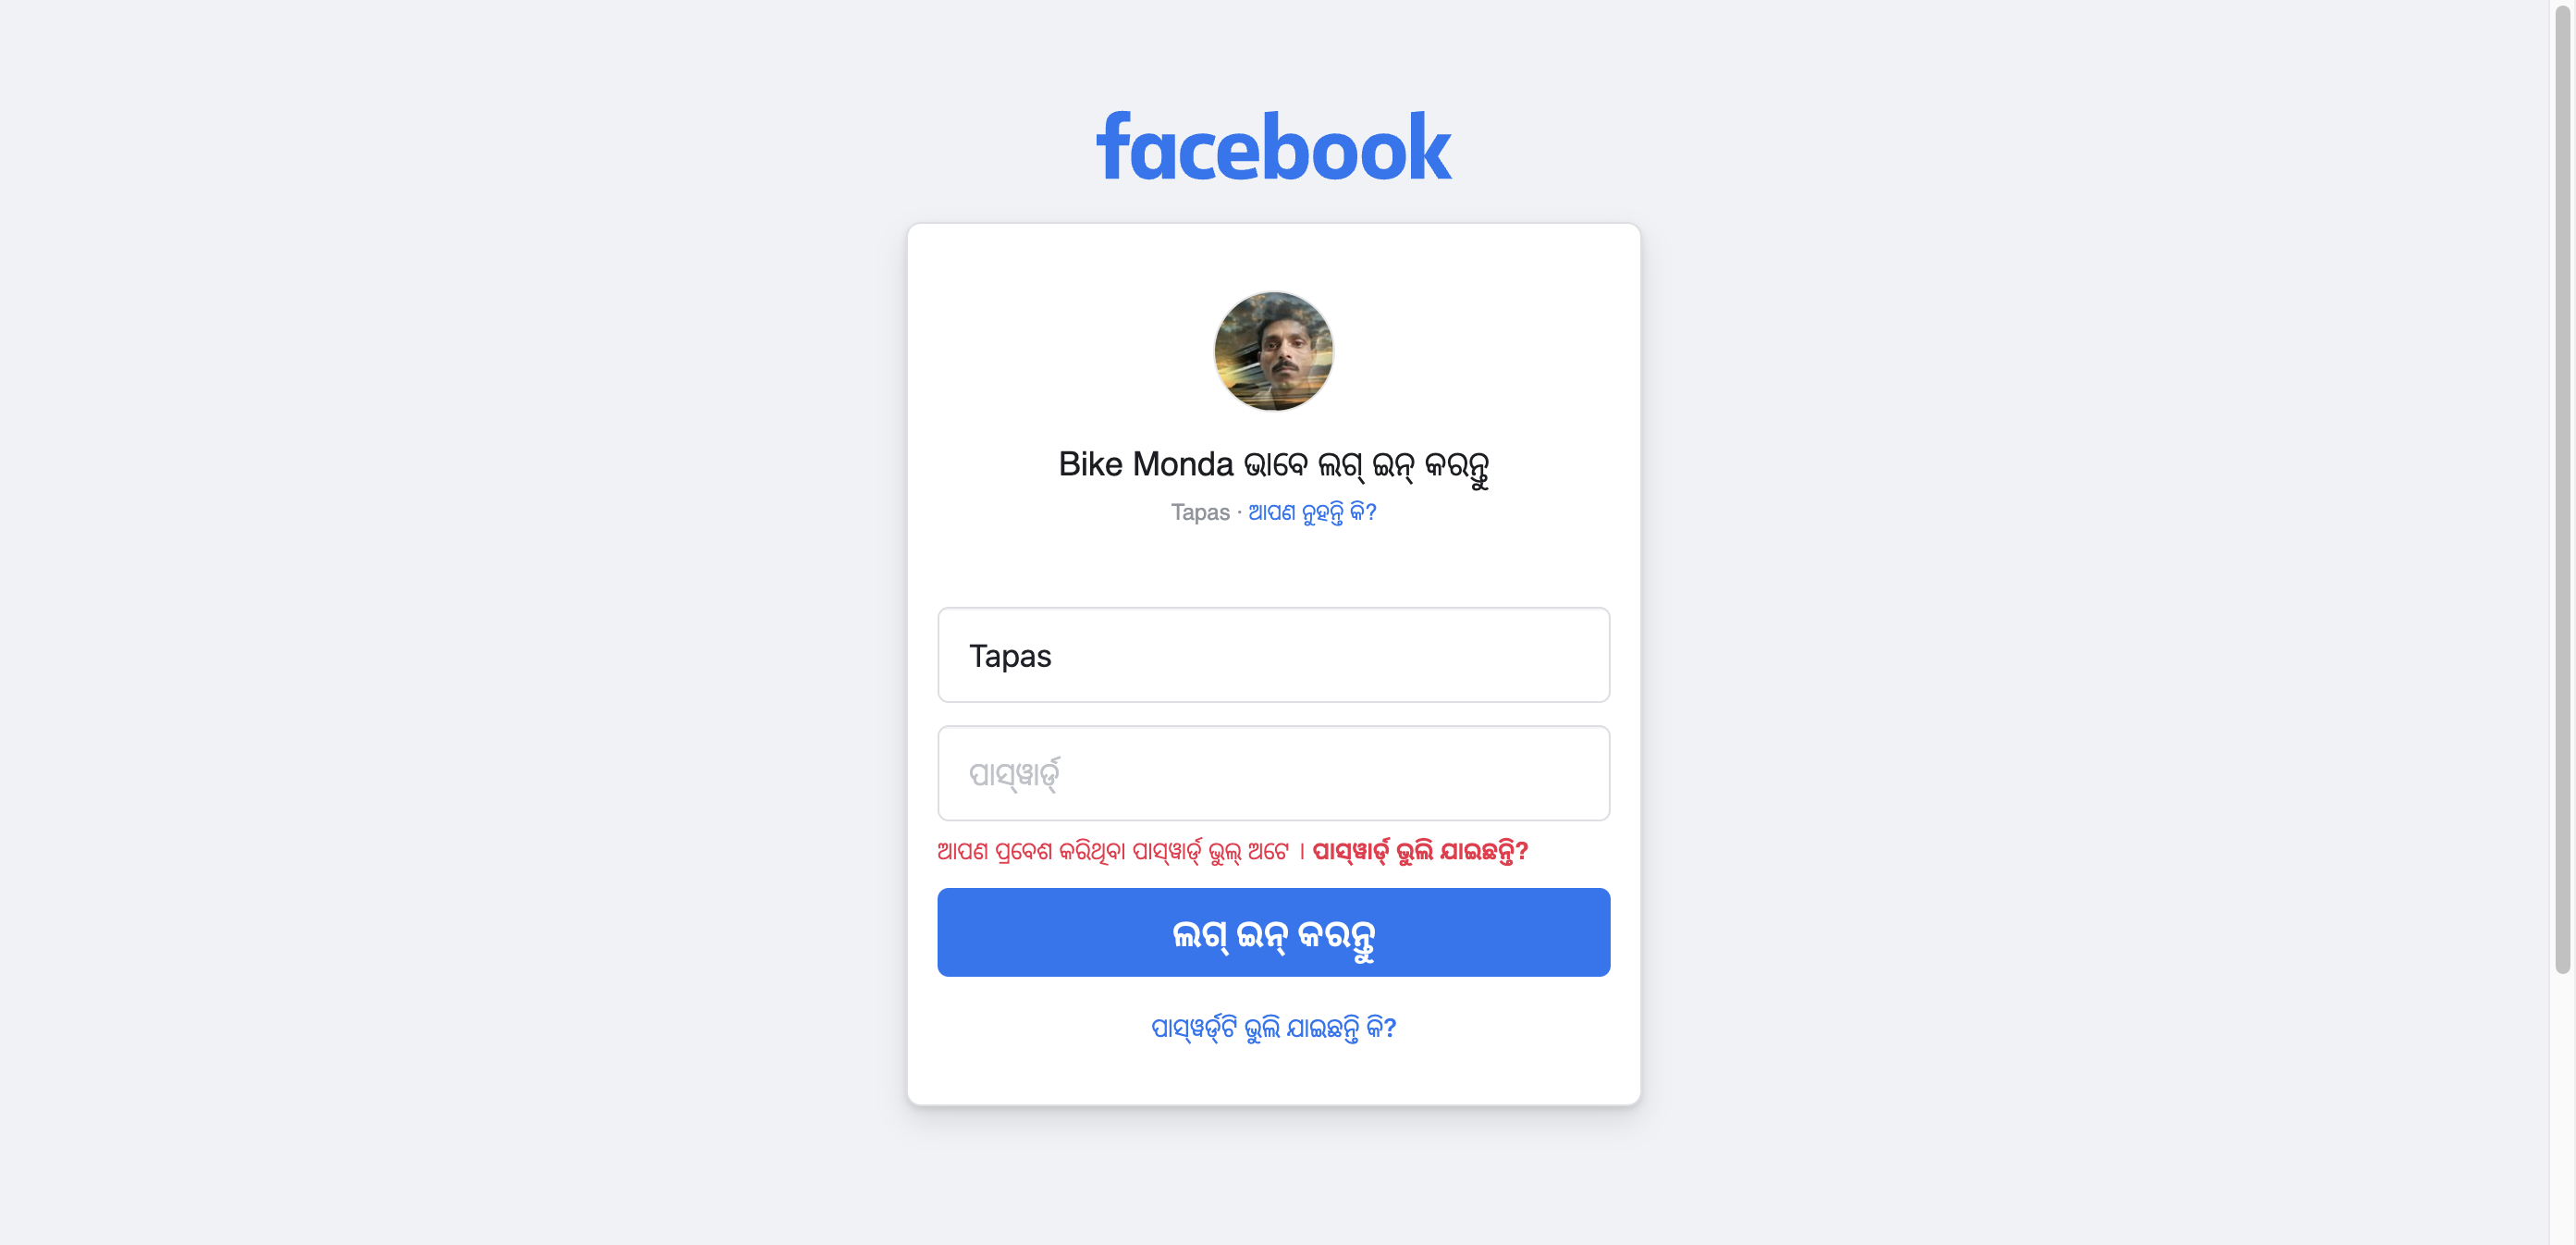 facebook
Bike Monda ଭାବେ ଲଗ୍ ଇନ୍ କରନ୍ତୁ
Tapas · ଆପଣ ନୁହନ୍ତି କି?
Tapas
ପାସ୍‌ୱାର୍ଡ୍
ଆପଣ ପ୍ରବେଶ କରିଥିବା ପାସ୍‌ୱାର୍ଡ୍ ଭୁଲ୍ ଅଟେ । ପାସ୍‌ୱାର୍ଡ୍ ଭୁଲି ଯାଇଛନ୍ତି?
ଲଗ୍ ଇନ୍ କରନ୍ତୁ
ପାସ୍‌ୱର୍ଡ୍‌ଟି ଭୁଲି ଯାଇଛନ୍ତି କି?